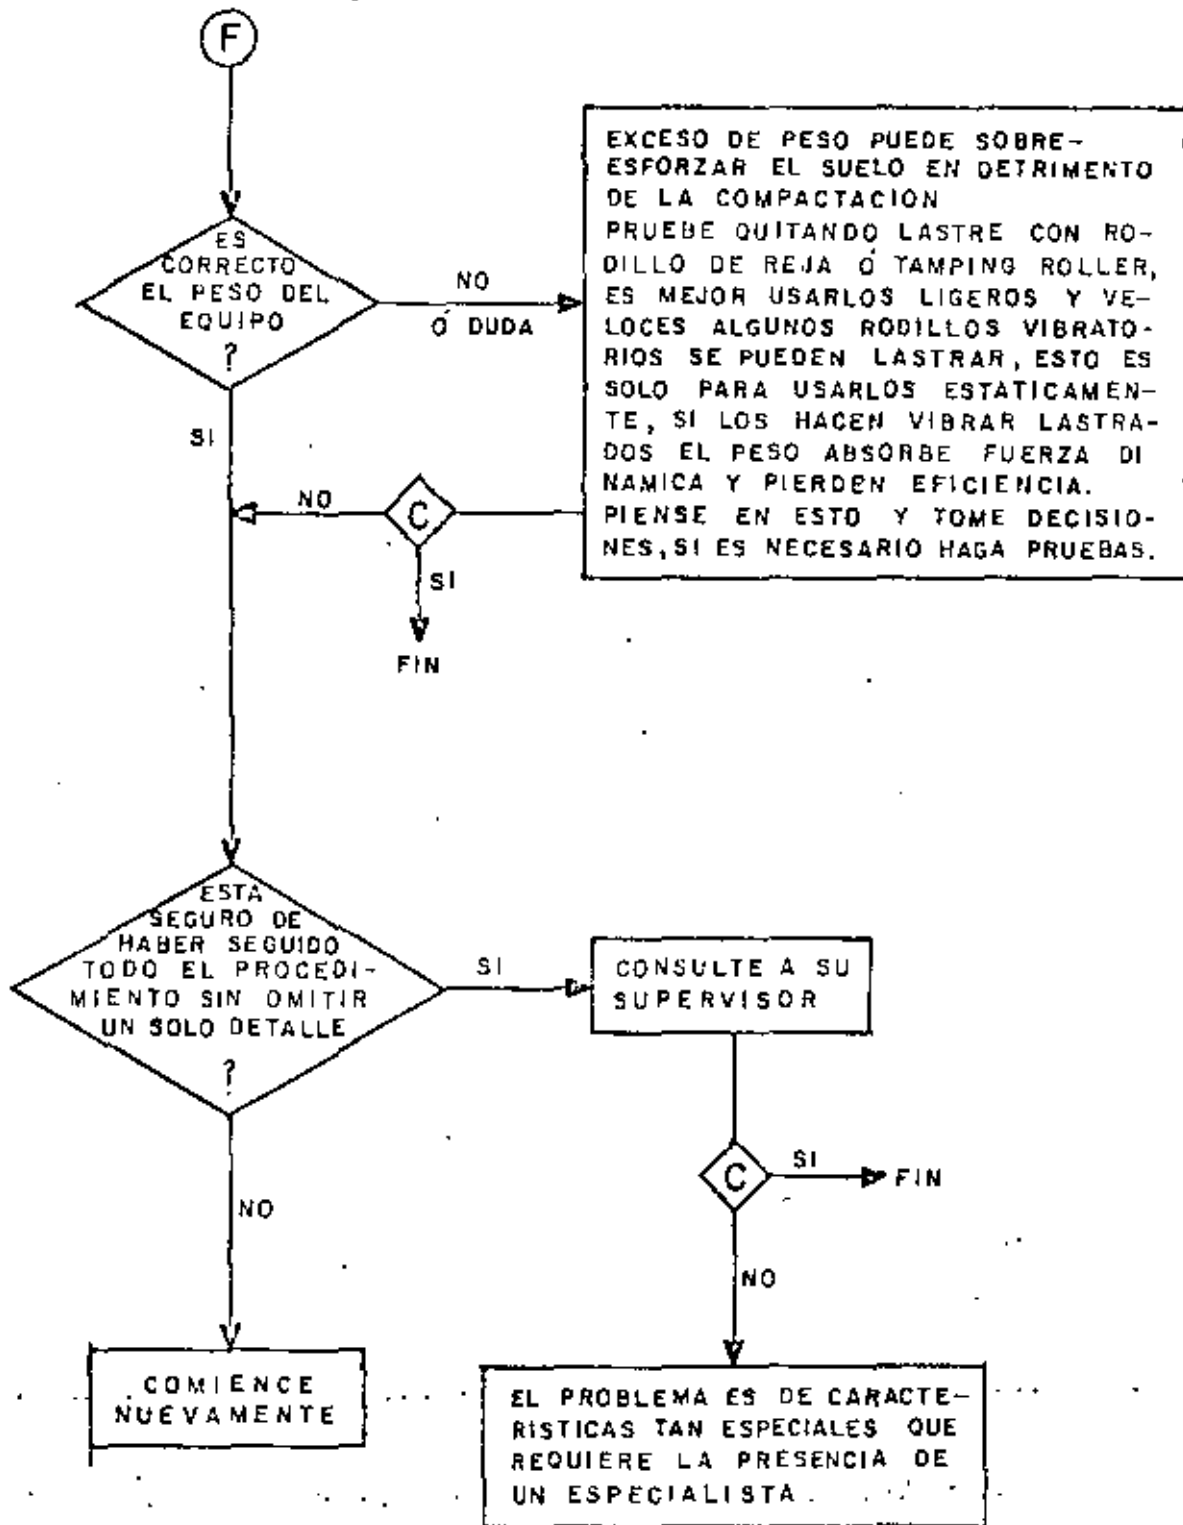 F
ES
CORRECTO
EL PESO DEL
EQUIPO
?
NO
Ó DUDA
EXCESO DE PESO PUEDE SOBRE-
ESFORZAR EL SUELO EN DETRIMENTO
DE LA COMPACTACION
PRUEBE QUITANDO LASTRE CON RO-
DILLO DE REJA Ó TAMPING ROLLER,
ES MEJOR USARLOS LIGEROS Y VE-
LOCES ALGUNOS RODILLOS VIBRATO-
RIOS SE PUEDEN LASTRAR, ESTO ES
SOLO PARA USARLOS ESTATICAMEN-
TE, SI LOS HACEN VIBRAR LASTRA-
DOS EL PESO ABSORBE FUERZA DI
NAMICA Y PIERDEN EFICIENCIA.
PIENSE EN ESTO Y TOME DECISIO-
NES, SI ES NECESARIO HAGA PRUEBAS.
SI
NO
C
SI
FIN
ESTA
SEGURO DE
HABER SEGUIDO
TODO EL PROCEDI-
MIENTO SIN OMITIR
UN SOLO DETALLE
?
SI
CONSULTE A SU
SUPERVISOR
C
SI
FIN
NO
NO
COMIENCE
NUEVAMENTE
EL PROBLEMA ES DE CARACTE-
RÍSTICAS TAN ESPECIALES QUE
REQUIERE LA PRESENCIA DE
UN ESPECIALISTA.